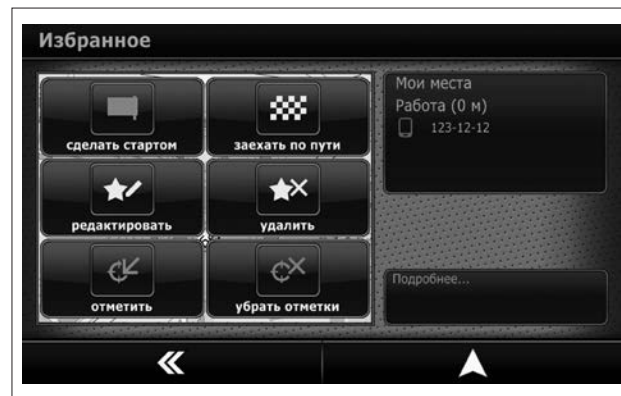 Избранное
сделать стартом
заехать по пути
Мои места
Работа (0 м)
123-12-12
редактировать
удалить
отметить
убрать отметки
Подробнее...